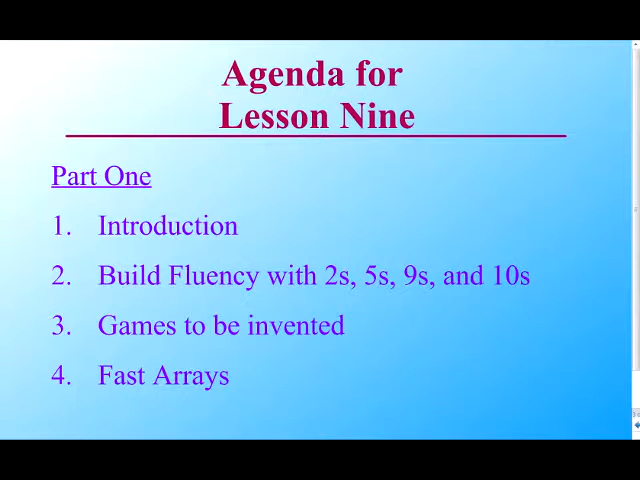 Agenda for
Lesson Nine
Part One
1. Introduction
2. Build Fluency with 2s, 5s, 9s, and 10s
3. Games to be invented
4. Fast Arrays